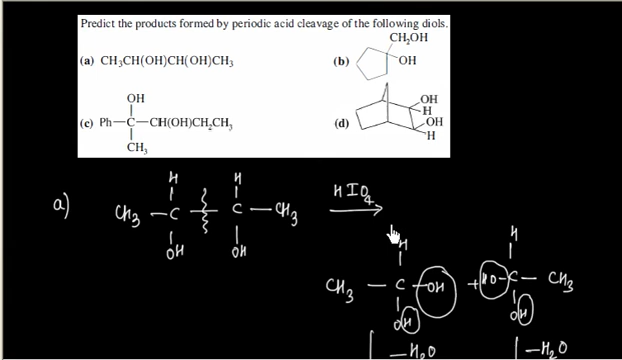 Predict the products formed by periodic acid cleavage of the following diols.
(a) CH₃CH(OH)CH(OH)CH₃
(b) CH₂OH
OH
(c) OH
Ph—C—CH(OH)CH₂CH₃
CH₃
(d) OH
H
OH
H
a) H H
CH₃ — C — C — CH₃ HIO₄
OH OH
H H
CH₃ — C — OH + HO — C — CH₃
OH OH
—H₂O —H₂O